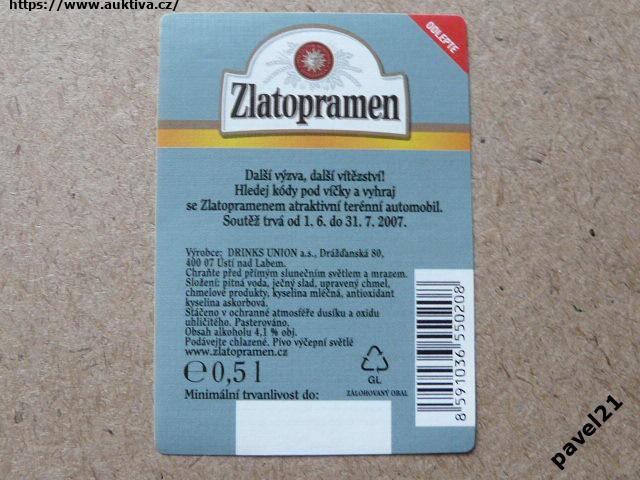 https://www.auktiva.cz/
ODLEPTE
Zlatopramen
Další výzva, další vítězství!
Hledej kódy pod víčky a vyhraj
se Zlatopramenem atraktivní terénní automobil.
Soutěž trvá od 1. 6. do 31. 7. 2007.
Výrobce: DRINKS UNION a.s., Drážďanská 80,
400 07 Ústí nad Labem.
Chraňte před přímým slunečním světlem a mrazem.
Složení: pitná voda, ječný slad, upravený chmel,
chmelové produkty, kyselina mléčná, antioxidant
kyselina askorbová.
Stáčeno v ochranné atmosféře dusíku a oxidu
uhličitého. Pasterováno.
Obsah alkoholu 4,1 % obj.
Podávejte chlazené. Pivo výčepní světlé
www.zlatopramen.cz
℮ 0,5 l
GL
ZÁLOHOVANÝ OBAL
Minimální trvanlivost do:
8 591036 550208
pavel21